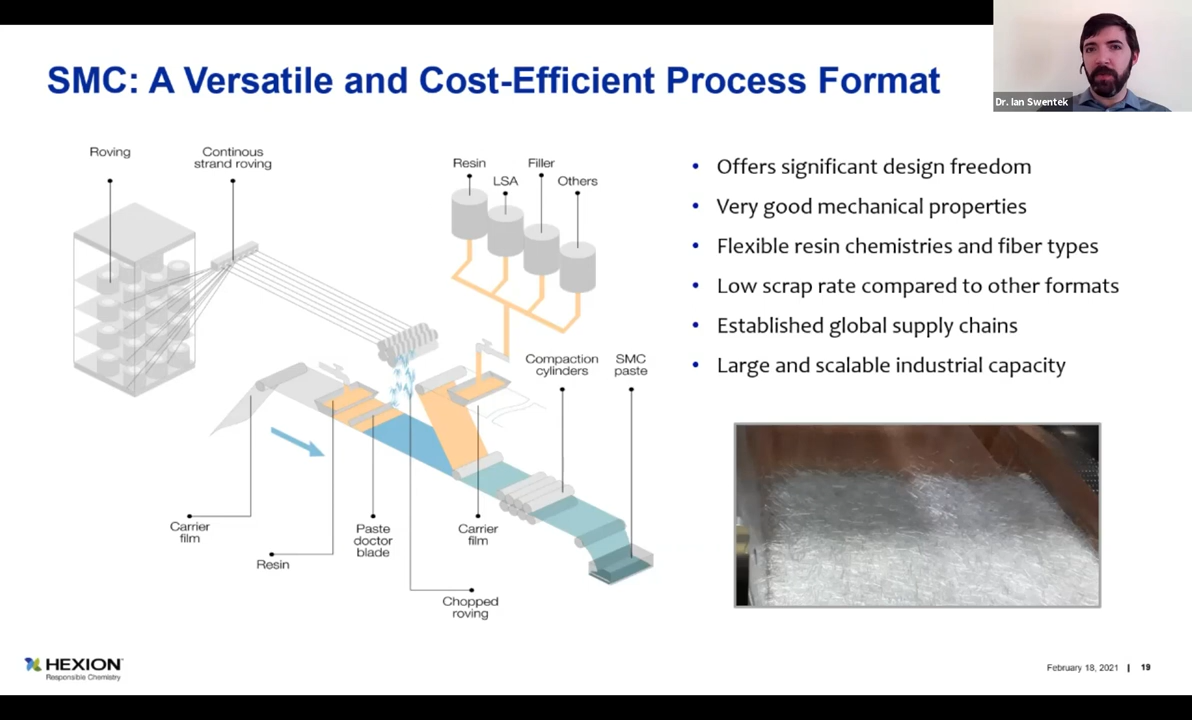 SMC: A Versatile and Cost-Efficient Process Format
Dr. Ian Swentek
Roving
Continous
strand roving
Resin
LSA
Filler
Others
Compaction
cylinders
SMC
paste
Carrier
film
Resin
Paste
doctor
blade
Carrier
film
Chopped
roving
• Offers significant design freedom
• Very good mechanical properties
• Flexible resin chemistries and fiber types
• Low scrap rate compared to other formats
• Established global supply chains
• Large and scalable industrial capacity
HEXION
Responsible Chemistry
February 18, 2021 | 19